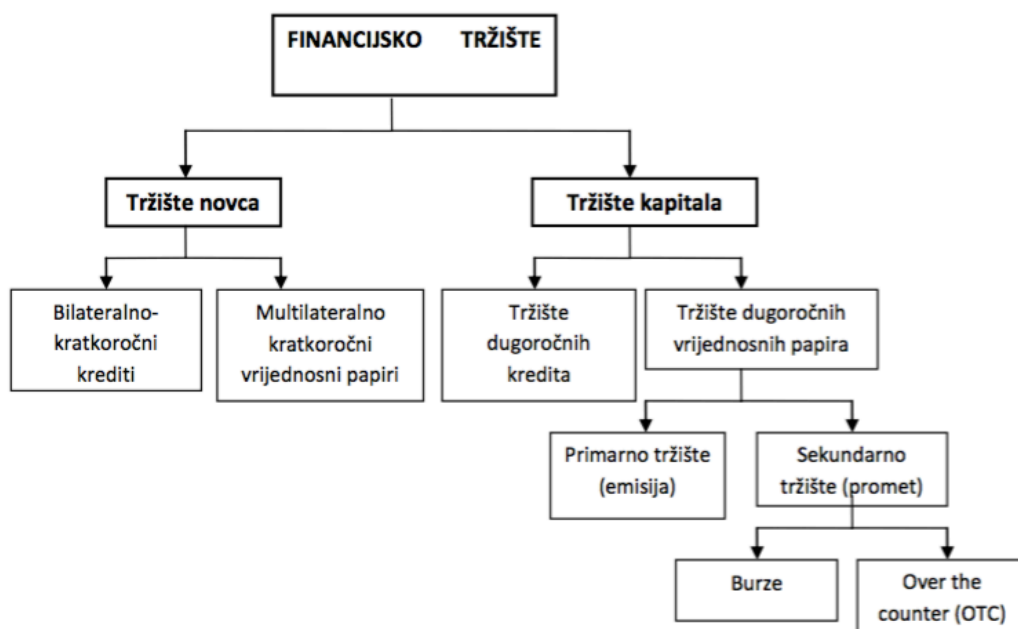 FINANCIJSKO TRŽIŠTE
Tržište novca
Tržište kapitala
Bilateralno-
kratkoročni
krediti
Multilateralno
kratkoročni
vrijednosni papiri
Tržište
dugoročnih
kredita
Tržište dugoročnih
vrijednosnih papira
Primarno tržište
(emisija)
Sekundarno
tržište (promet)
Burze
Over the
counter (OTC)